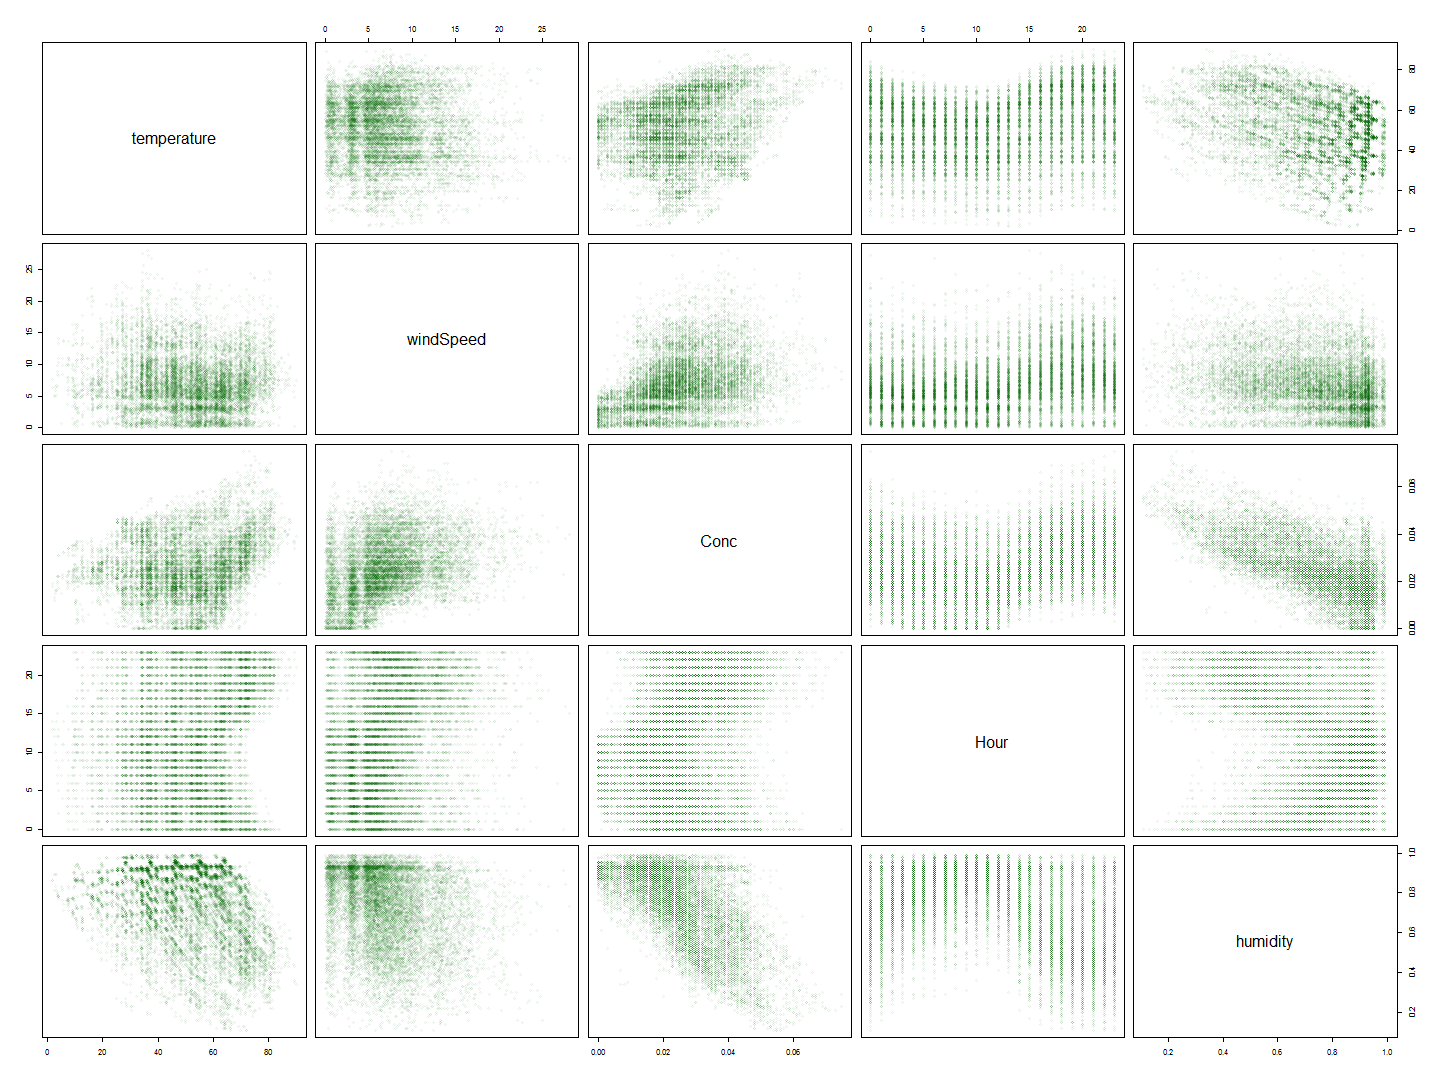 0 5 10 15 20 25 0 5 10 15 20
temperature
0 20 40 60 80
0 5 10 15 20 25
windSpeed
Conc
0.00 0.02 0.04 0.06
0 5 10 15 20
Hour
humidity
0.2 0.4 0.6 0.8 1.0
0 20 40 60 80 0.00 0.02 0.04 0.06 0.2 0.4 0.6 0.8 1.0